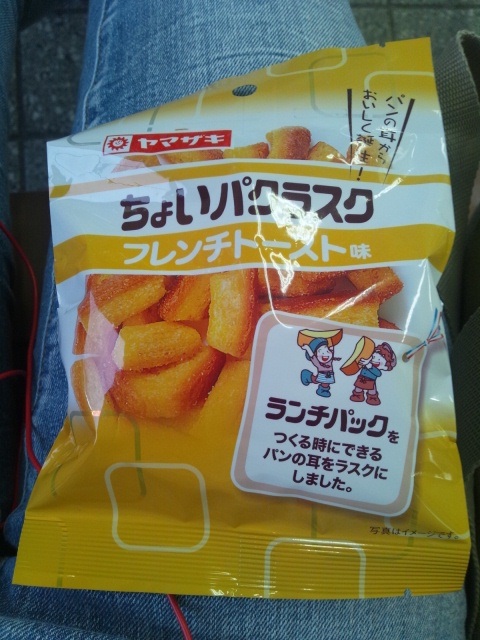 パンの耳から
おいしく誕生!
ヤマザキ
ちょいパクラスク
フレンチトースト味
ランチパックを
つくる時にできる
パンの耳をラスクに
しました。
写真はイメージです。